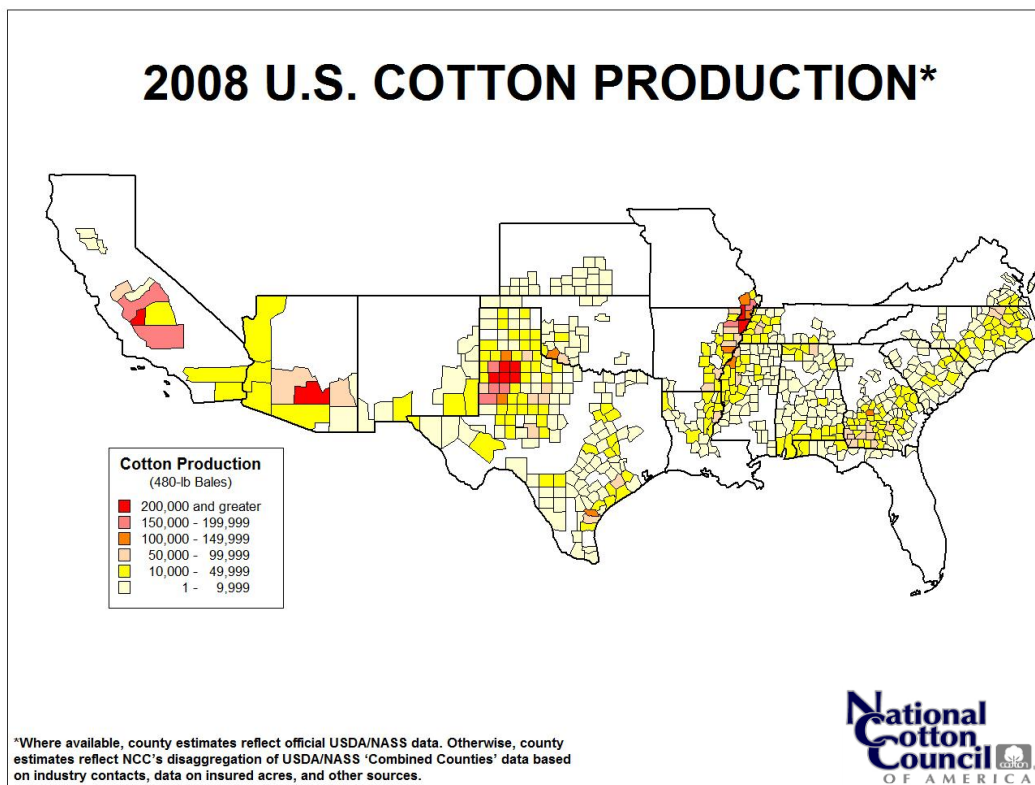 2008 U.S. COTTON PRODUCTION*
Cotton Production
(480-lb Bales)
200,000 and greater
150,000 - 199,999
100,000 - 149,999
50,000 - 99,999
10,000 - 49,999
1 - 9,999
*Where available, county estimates reflect official USDA/NASS data. Otherwise, county
estimates reflect NCC's disaggregation of USDA/NASS 'Combined Counties' data based
on industry contacts, data on insured acres, and other sources.
National
Cotton
Council
cotton
OF AMERICA